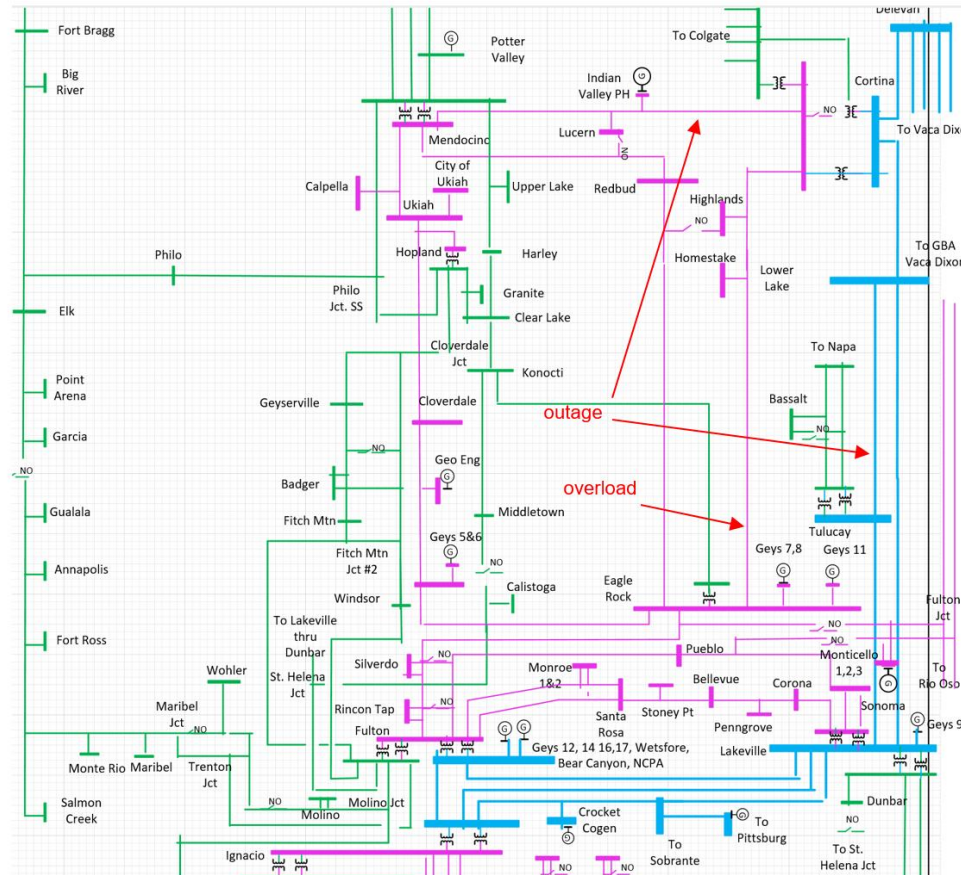 Fort Bragg
Big
River
G
Potter
Valley
To Colgate
Delevan
Indian
Valley PH
G
Cortina
NO
To Vaca Dixo
Mendocinc
Lucern
NO
City of
Ukiah
Calpella
Ukiah
Upper Lake
Redbud
Highlands
NO
Hopland
Harley
Homestake
Lower
Lake
To GBA
Vaca Dixon
Philo
Philo
Jct. SS
Granite
Clear Lake
Elk
Cloverdale
Jct
Konocti
To Napa
Point
Arena
Geyserville
Cloverdale
outage
Bassalt
NO
Garcia
NO
NO
Geo Eng
G
Badger
overload
Gualala
Fitch Mtn
Middletown
Tulucay
Fitch Mtn
Jct #2
Geys 5&6
G
Geys 7,8
G
Geys 11
G
Annapolis
NO
Calistoga
Windsor
Eagle
Rock
Fulton
Jct
To Lakeville
thru
Dunbar
NO
NO
Fort Ross
St. Helena
Jct
Silverdo
NO
Pueblo
Monticello
1,2,3
To
Rio Oso
Wohler
Monroe
1&2
Bellevue
Corona
G
Sonoma
Maribel
Jct
Rincon Tap
NO
Santa
Rosa
Stoney Pt
Penngrove
Geys 9
G
NO
Fulton
G
G
Lakeville
Monte Rio
Maribel
Trenton
Jct
Geys 12, 14 16,17, Wetsfore,
Bear Canyon, NCPA
Salmon
Creek
NO
Molino
Molino Jct
Crocket
Cogen
G
G
To
Pittsburg
Dunbar
NO
To
Sobrante
To St.
Helena Jct
Ignacio
NO
NO